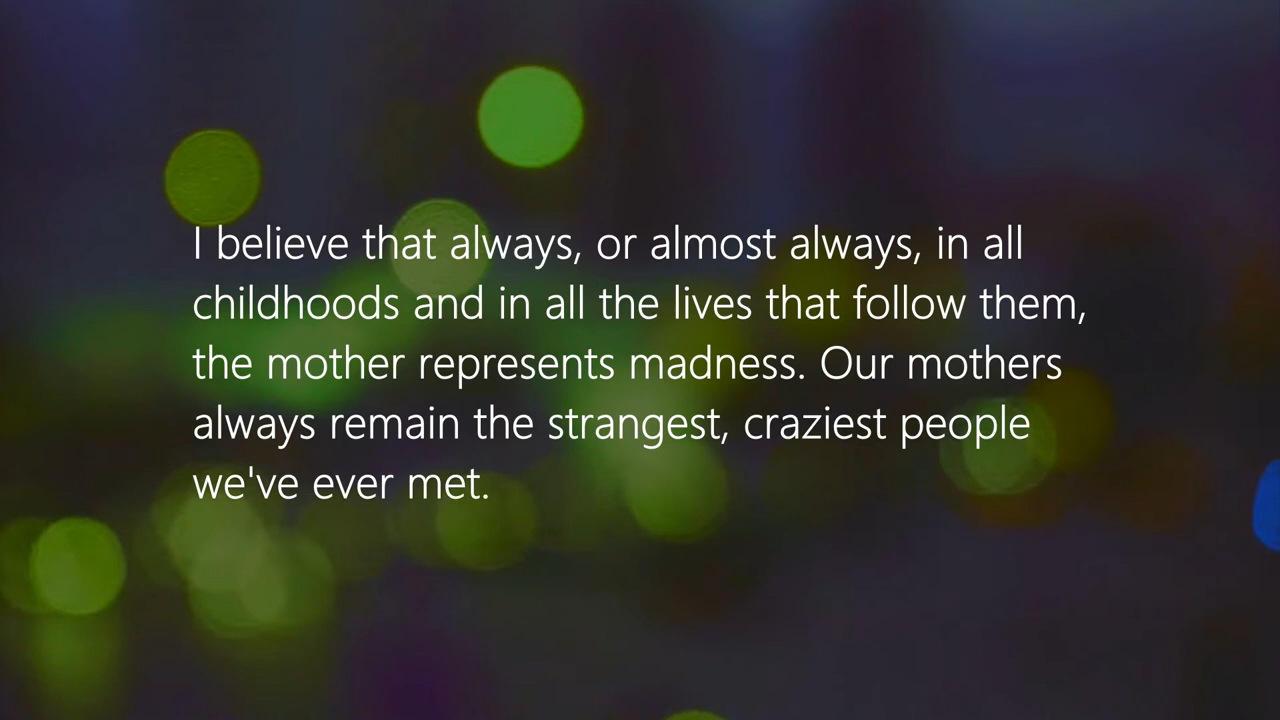 I believe that always, or almost always, in all
childhoods and in all the lives that follow them,
the mother represents madness. Our mothers
always remain the strangest, craziest people
we've ever met.